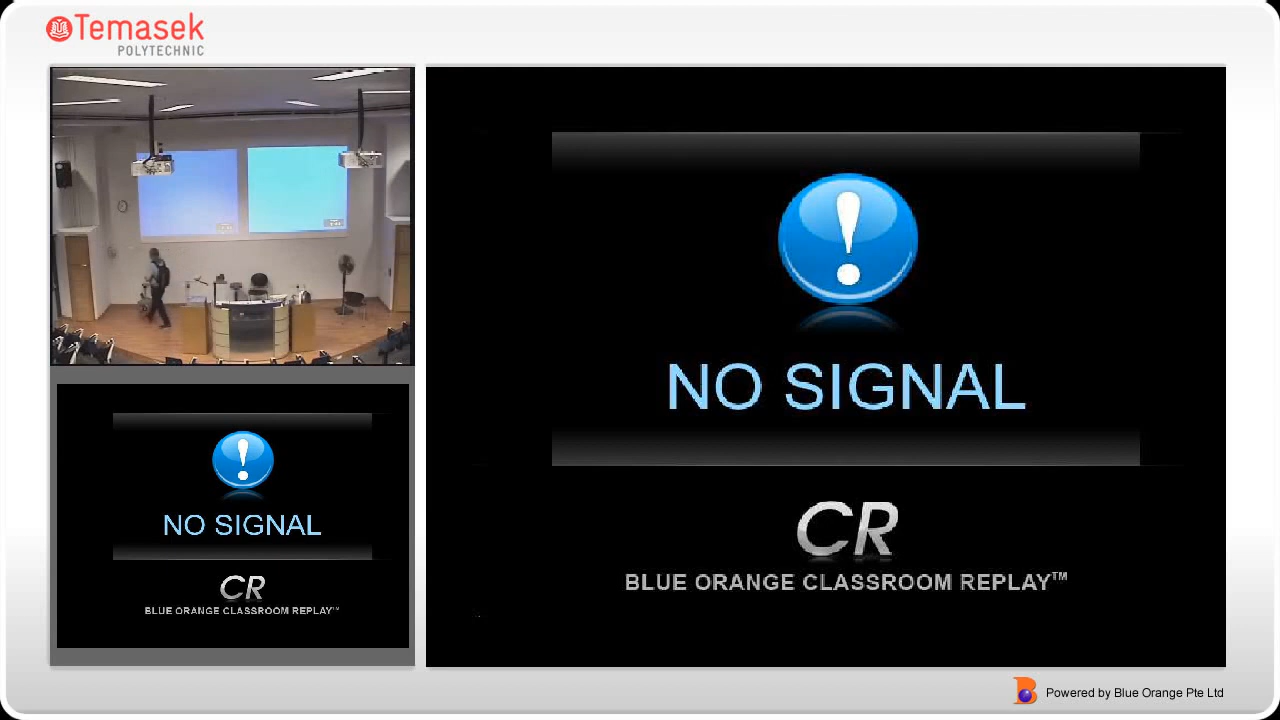 Temasek
POLYTECHNIC
NO SIGNAL
CR
BLUE ORANGE CLASSROOM REPLAY™
NO SIGNAL
CR
BLUE ORANGE CLASSROOM REPLAY™
Powered by Blue Orange Pte Ltd